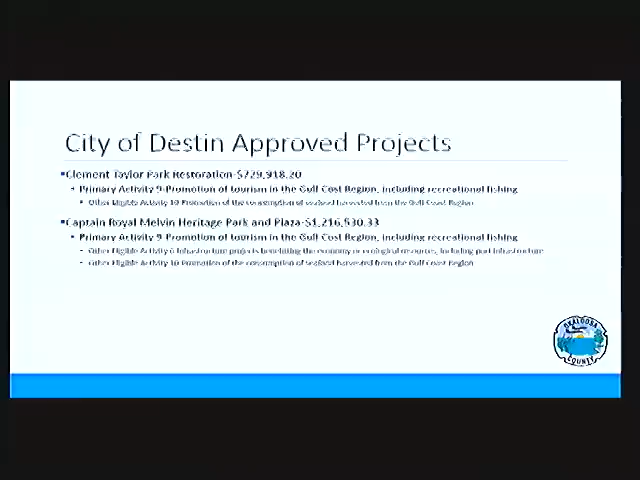 City of Destin Approved Projects
▪Clement Taylor Park Restoration-$729,918.20
• Primary Activity 9-Promotion of tourism in the Gulf Cost Region, including recreational fishing
• Other Eligible Activity 10-Promotion of the consumption of seafood harvested from the Gulf Coast Region
▪Captain Royal Melvin Heritage Park and Plaza-$1,216,530.33
• Primary Activity 9-Promotion of tourism in the Gulf Cost Region, including recreational fishing
• Other Eligible Activity 6-Infrastructure projects benefitting the economy or ecological resources, including port infrastructure
• Other Eligible Activity 10-Promotion of the consumption of seafood harvested from the Gulf Coast Region
OKALOOSA
COUNTY